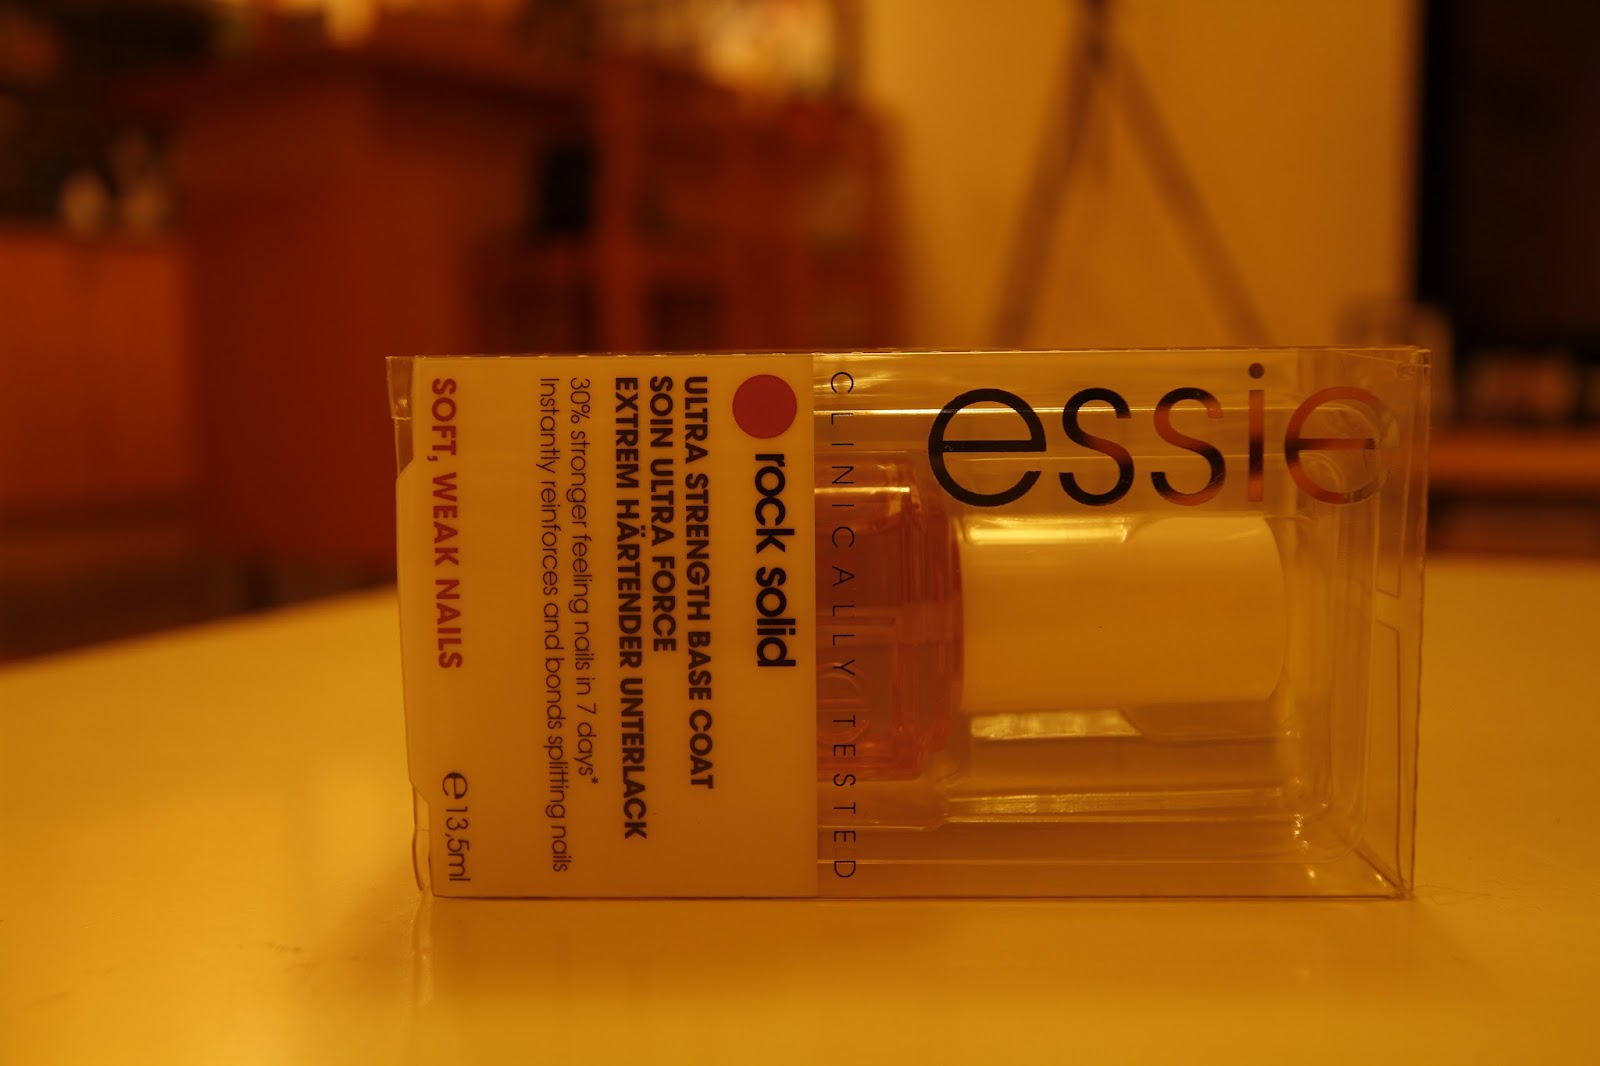 essie
CLINICALLY TESTED
rock solid
ULTRA STRENGTH BASE COAT
SOIN ULTRA FORCE
EXTREM HÄRTENDER UNTERLACK
30% stronger feeling nails in 7 days*
Instantly reinforces and bonds splitting nails
SOFT, WEAK NAILS
℮13,5ml